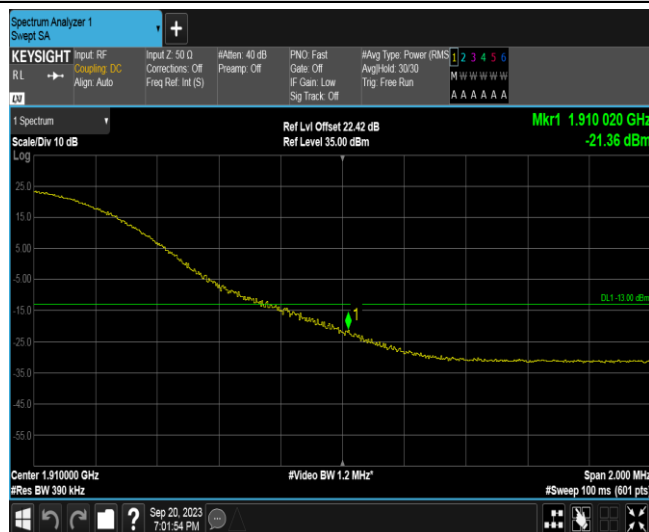 Spectrum Analyzer 1
Swept SA
+
KEYSIGHT
RL
LXI
Input: RF
Coupling: DC
Align: Auto
Input Z: 50 Ω
Corrections: Off
Freq Ref: Int (S)
#Atten: 40 dB
Preamp: Off
PNO: Fast
Gate: Off
IF Gain: Low
Sig Track: Off
#Avg Type: Power (RMS
Avg|Hold: 30/30
Trig: Free Run
1 2 3 4 5 6
M W W W W W
A A A A A A
1 Spectrum
Scale/Div 10 dB
Log
Ref Lvl Offset 22.42 dB
Ref Level 35.00 dBm
Mkr1 1.910 020 GHz
-21.36 dBm
25.0
15.0
5.00
-5.00
DL1 -13.00 dBm
-15.0
1
-25.0
-35.0
-45.0
-55.0
Center 1.910000 GHz
#Res BW 390 kHz
#Video BW 1.2 MHz*
Span 2.000 MHz
#Sweep 100 ms (601 pts)
?
Sep 20, 2023
7:01:54 PM